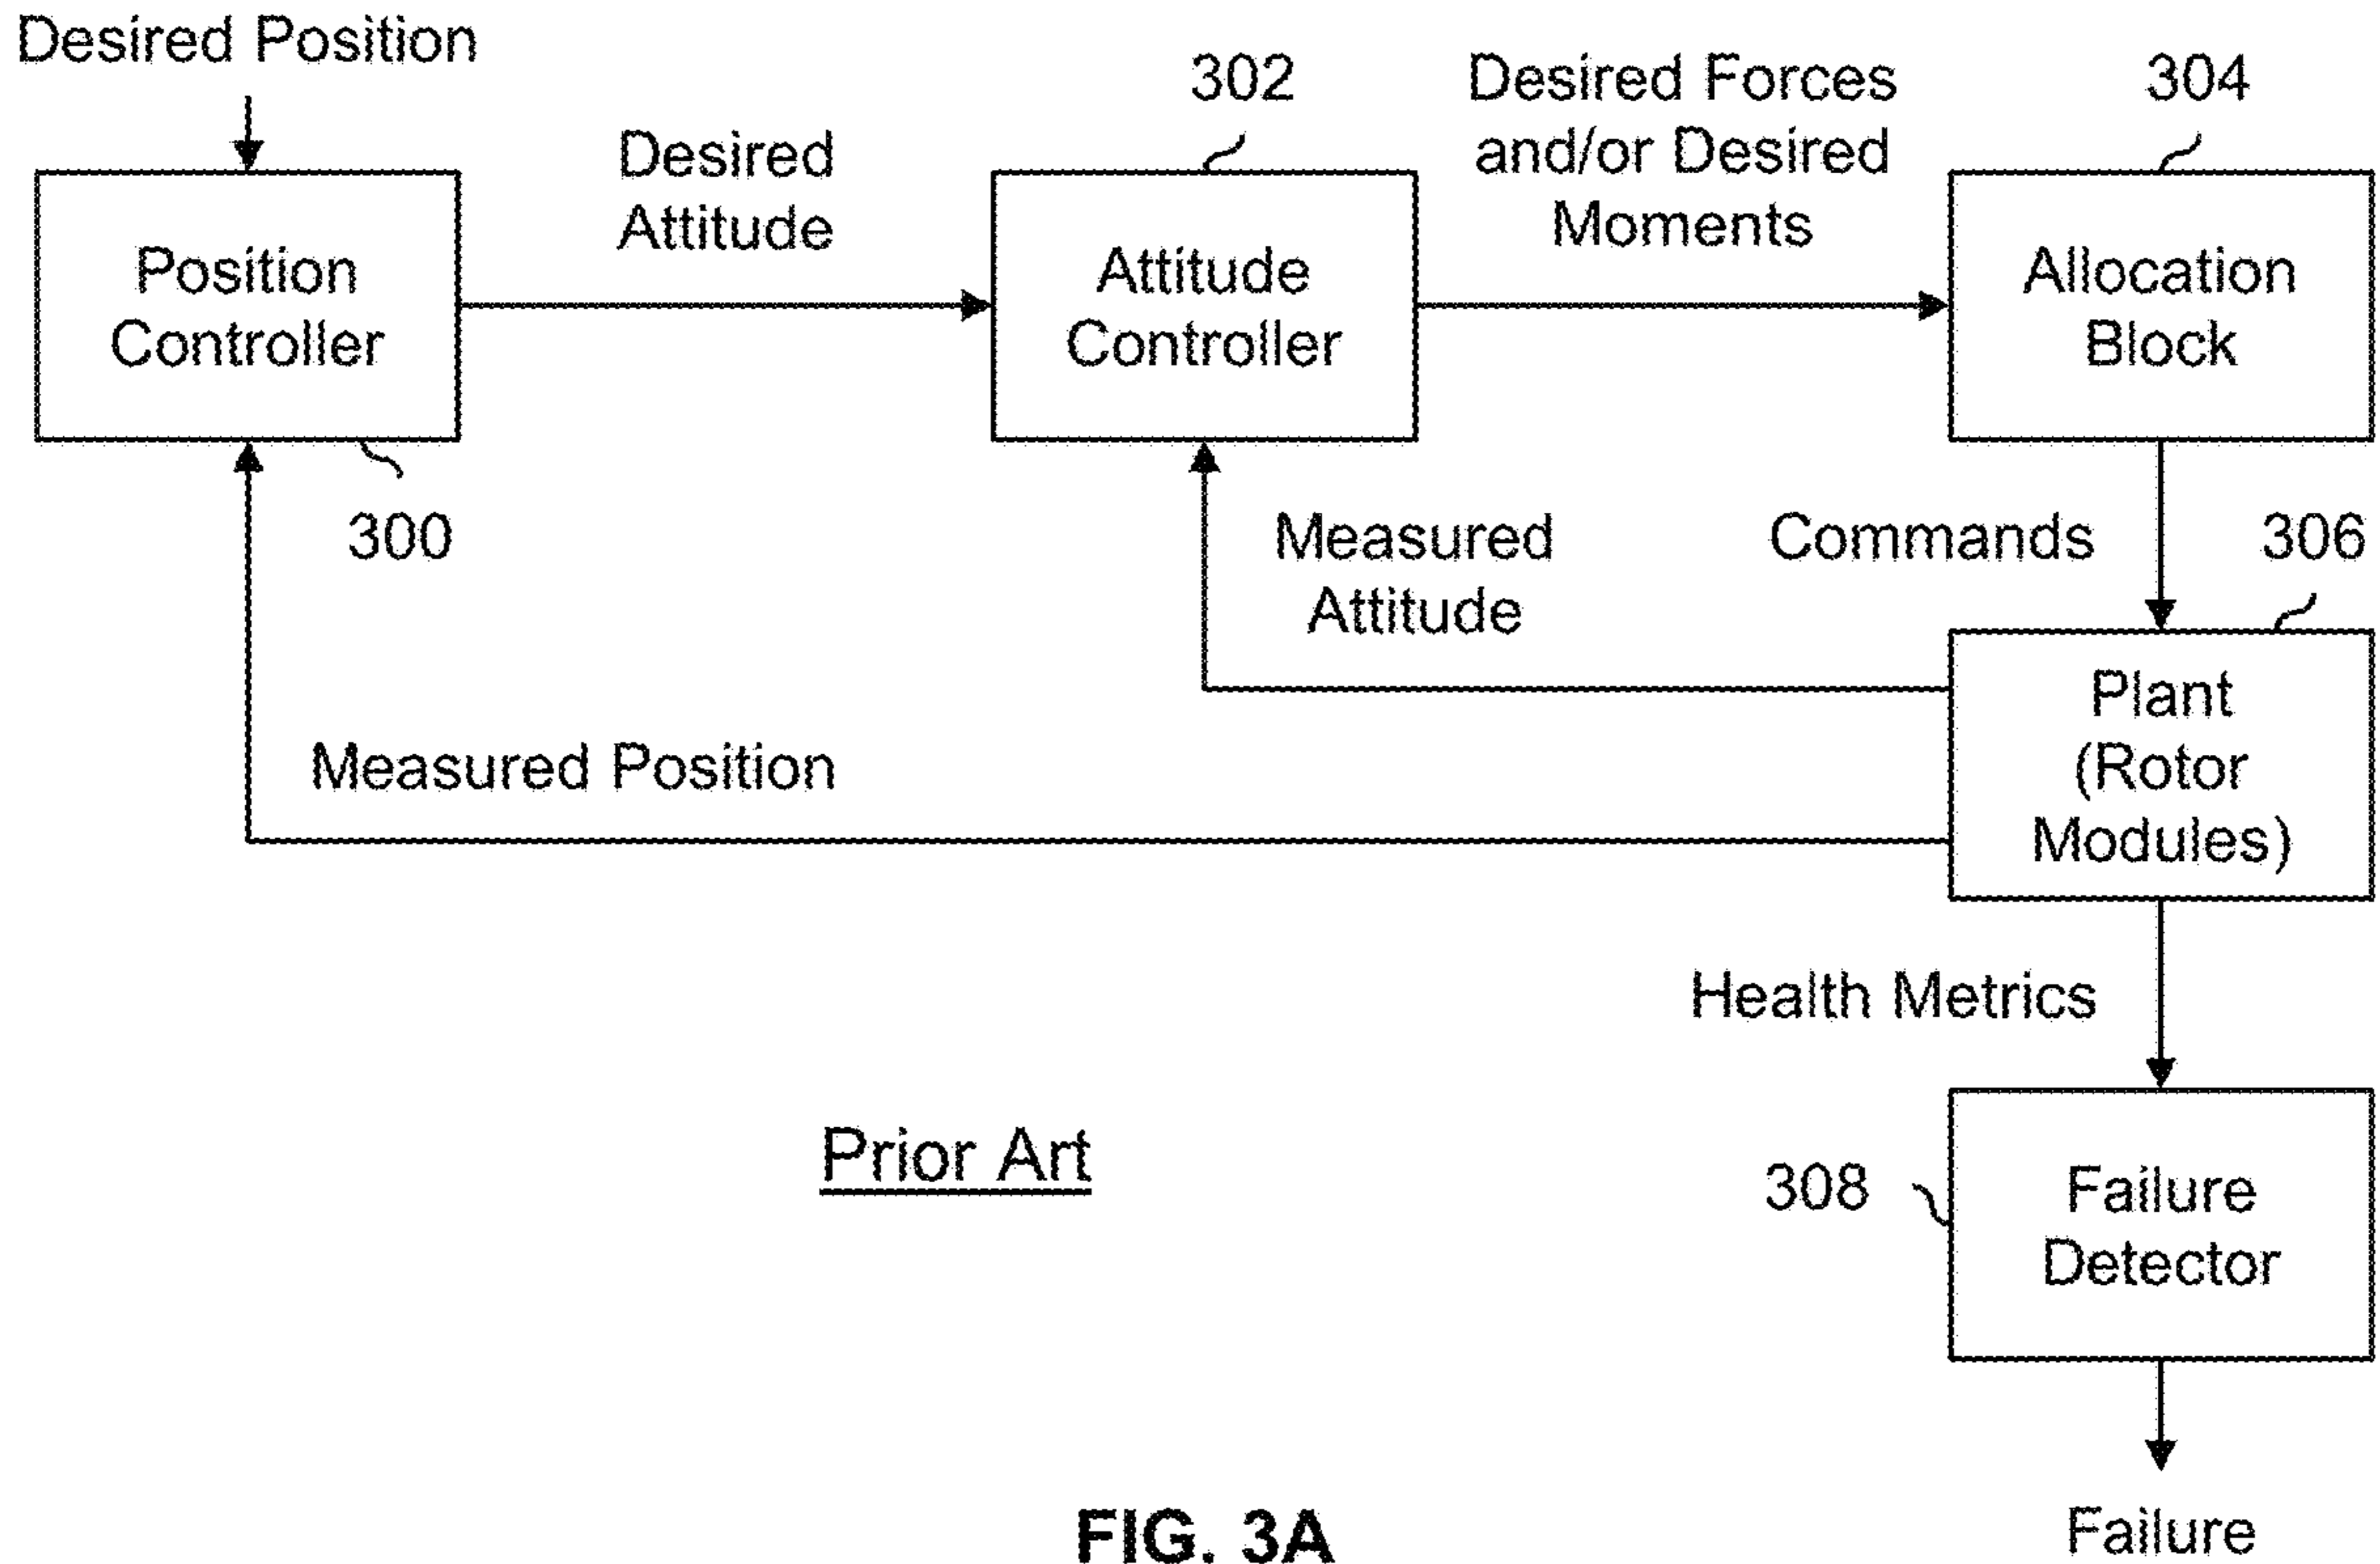 Desired Position
302
Desired Forces
and/or Desired
Moments
304
Desired
Attitude
Position
Controller
Attitude
Controller
Allocation
Block
300
Measured
Attitude
Commands
306
Measured Position
Plant
(Rotor
Modules)
Health Metrics
Prior Art
308
Failure
Detector
FIG. 3A
Failure